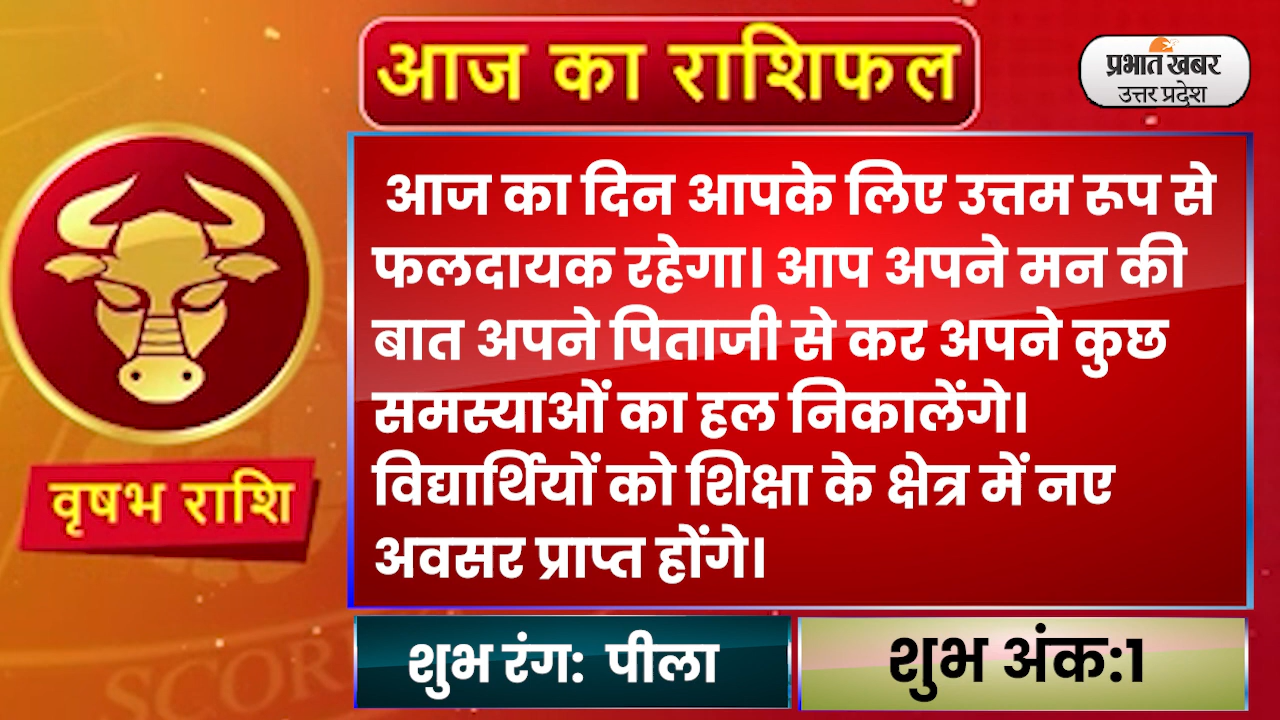 आज का राशिफल
प्रभात खबर
उत्तर प्रदेश
आज का दिन आपके लिए उत्तम रूप से
फलदायक रहेगा। आप अपने मन की
बात अपने पिताजी से कर अपने कुछ
समस्याओं का हल निकालेंगे।
विद्यार्थियों को शिक्षा के क्षेत्र में नए
अवसर प्राप्त होंगे।
वृषभ राशि
शुभ रंग: पीला
शुभ अंक:1
SCOR